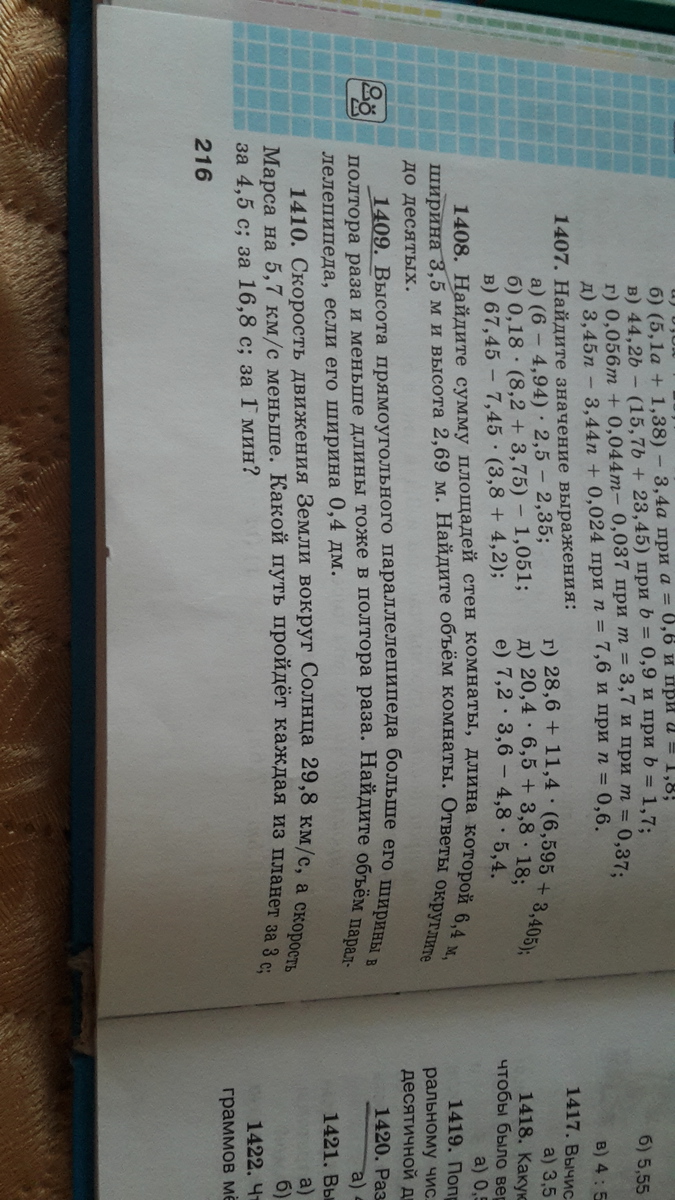 б) (5,1a + 1,38) − 3,4a при a = 0,6 и при a = 1,8;
в) 44,2b − (15,7b + 23,45) при b = 0,9 и при b = 1,7;
г) 0,056m + 0,044m − 0,037 при m = 3,7 и при m = 0,37;
д) 3,45n − 3,44n + 0,024 при n = 7,6 и при n = 0,6.
1407. Найдите значение выражения:
а) (6 − 4,94) · 2,5 − 2,35; г) 28,6 + 11,4 · (6,595 + 3,405);
б) 0,18 · (8,2 + 3,75) − 1,051; д) 20,4 · 6,5 + 3,8 · 18;
в) 67,45 − 7,45 · (3,8 + 4,2); е) 7,2 · 3,6 − 4,8 · 5,4.
1408. Найдите сумму площадей стен комнаты, длина которой 6,4 м,
ширина 3,5 м и высота 2,69 м. Найдите объём комнаты. Ответы округлите
до десятых.
1409. Высота прямоугольного параллелепипеда больше его ширины в
полтора раза и меньше длины тоже в полтора раза. Найдите объём парал-
лелепипеда, если его ширина 0,4 дм.
1410. Скорость движения Земли вокруг Солнца 29,8 км/с, а скорость
Марса на 5,7 км/с меньше. Какой путь пройдёт каждая из планет за 3 с;
за 4,5 с; за 16,8 с; за 1 мин?
216
б) 5,55
в) 4 :
1417. Вычис
а) 3,5
1418. Какую
чтобы было вер
а) 0,
1419. Попр
ральному чис
десятичной д
1420. Раз
а)
1421. Вы
а)
б)
1422. Ч
граммов м